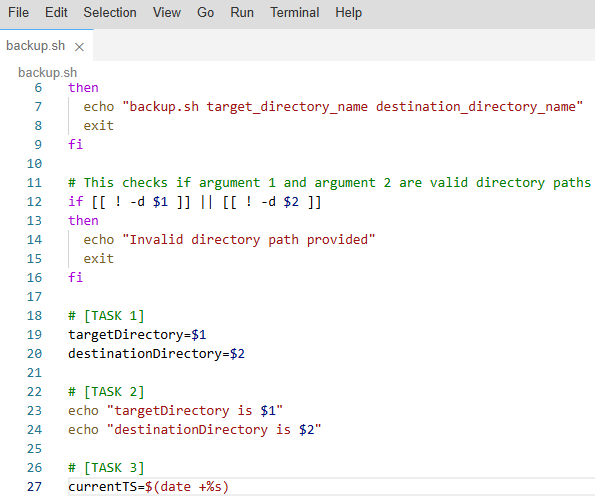 File Edit Selection View Go Run Terminal Help
backup.sh ×
backup.sh
6 then
7 echo "backup.sh target_directory_name destination_directory_name"
8 exit
9 fi
10
11 # This checks if argument 1 and argument 2 are valid directory paths
12 if [[ ! -d $1 ]] || [[ ! -d $2 ]]
13 then
14 echo "Invalid directory path provided"
15 exit
16 fi
17
18 # [TASK 1]
19 targetDirectory=$1
20 destinationDirectory=$2
21
22 # [TASK 2]
23 echo "targetDirectory is $1"
24 echo "destinationDirectory is $2"
25
26 # [TASK 3]
27 currentTS=$(date +%s)